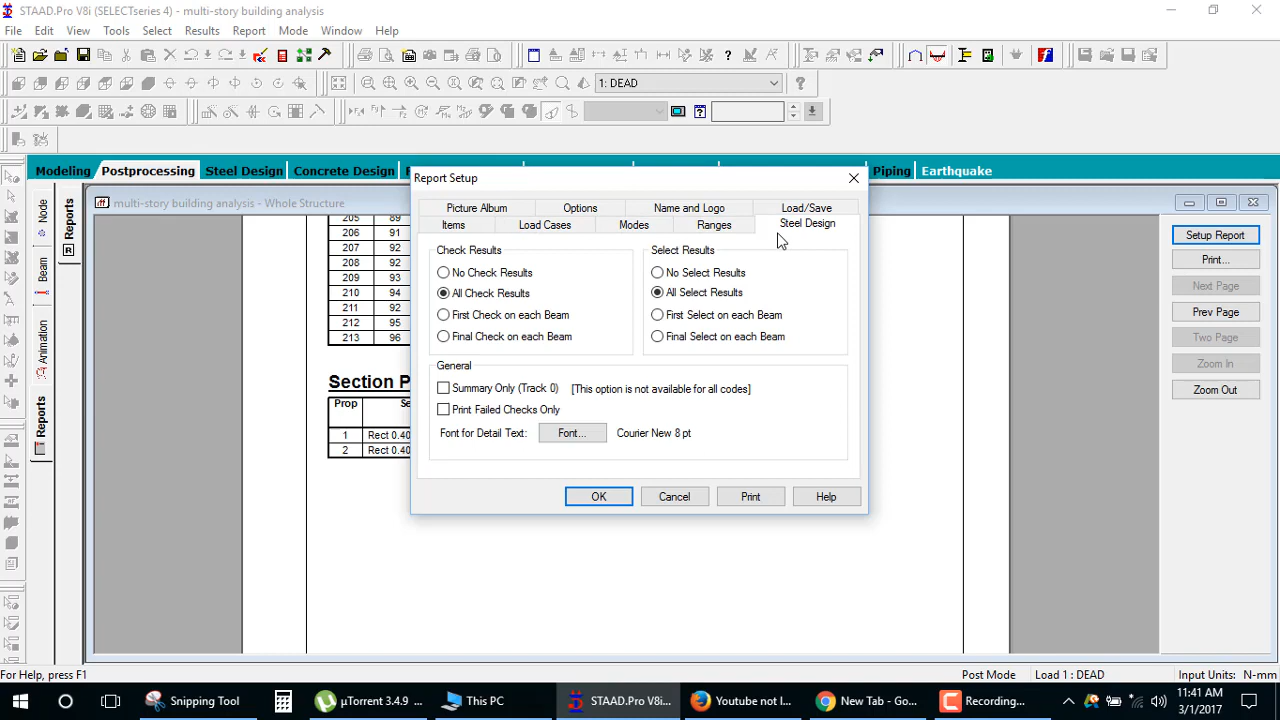 STAAD.Pro V8i (SELECTseries 4) - multi-story building analysis
File Edit View Tools Select Results Report Mode Window Help
1: DEAD
Modeling Postprocessing Steel Design Concrete Design Piping Earthquake
multi-story building analysis - Whole Structure
Node
Beam
Animation
Reports
Reports
205 89
206 91
207 92
208 92
209 93
210 94
211 92
212 95
213 96
Section P
Prop Se
1 Rect 0.40
2 Rect 0.40
Report Setup
Picture Album Options Name and Logo Load/Save
Items Load Cases Modes Ranges Steel Design
Check Results
No Check Results
All Check Results
First Check on each Beam
Final Check on each Beam
Select Results
No Select Results
All Select Results
First Select on each Beam
Final Select on each Beam
General
Summary Only (Track 0) [This option is not available for all codes]
Print Failed Checks Only
Font for Detail Text: Font... Courier New 8 pt
OK Cancel Print Help
Setup Report
Print...
Next Page
Prev Page
Two Page
Zoom In
Zoom Out
For Help, press F1
Post Mode Load 1 : DEAD Input Units: N-mm
Snipping Tool
µTorrent 3.4.9 ...
This PC
STAAD.Pro V8i...
Youtube not l...
New Tab - Go...
Recording...
11:41 AM
3/1/2017